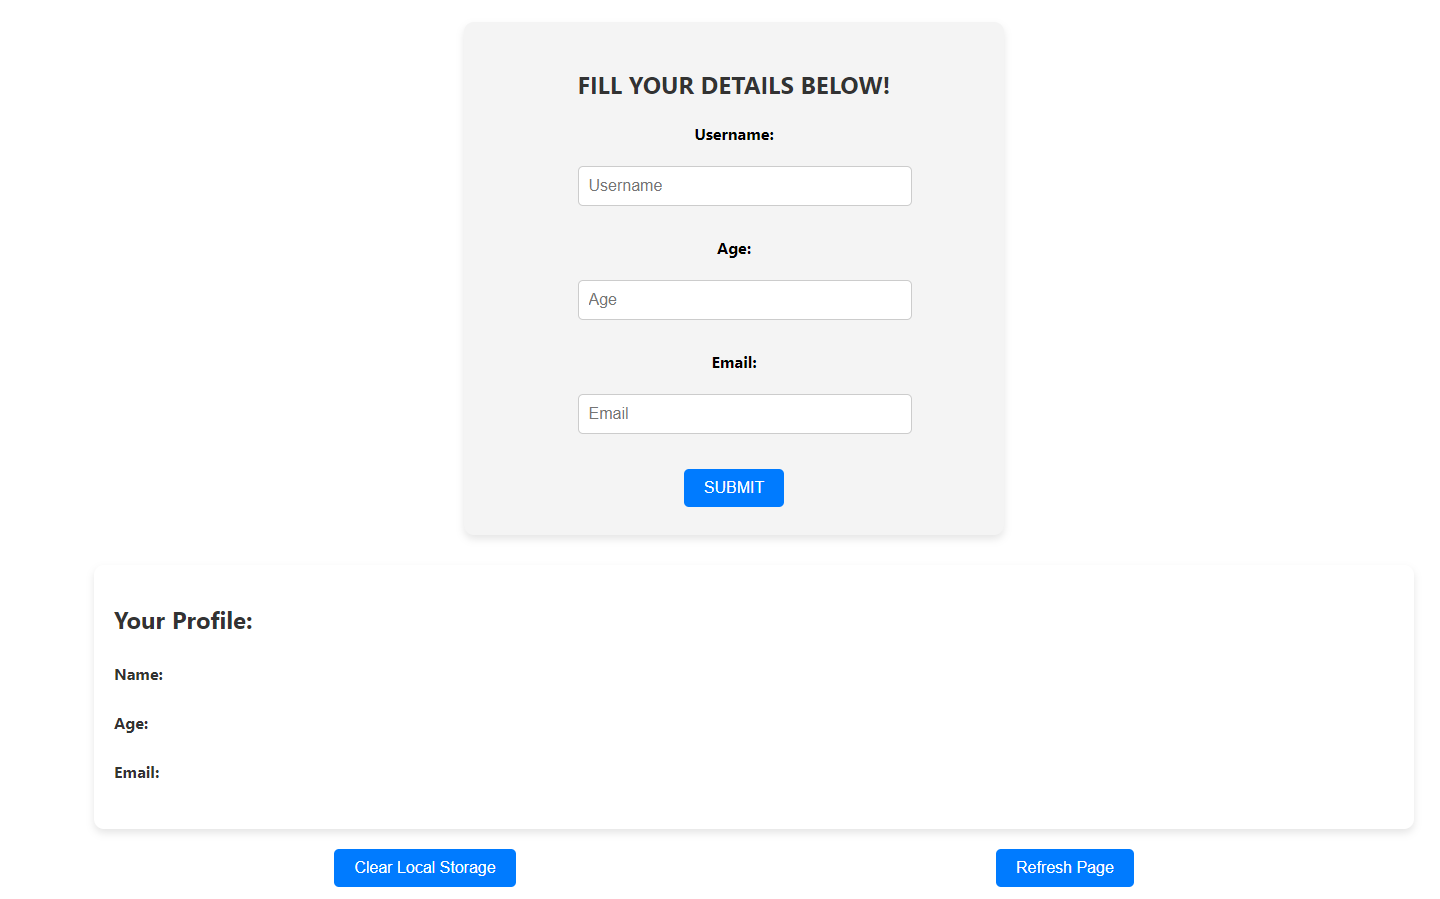 FILL YOUR DETAILS BELOW!
Username:
Username
Age:
Age
Email:
Email
SUBMIT
Your Profile:
Name:
Age:
Email:
Clear Local Storage
Refresh Page